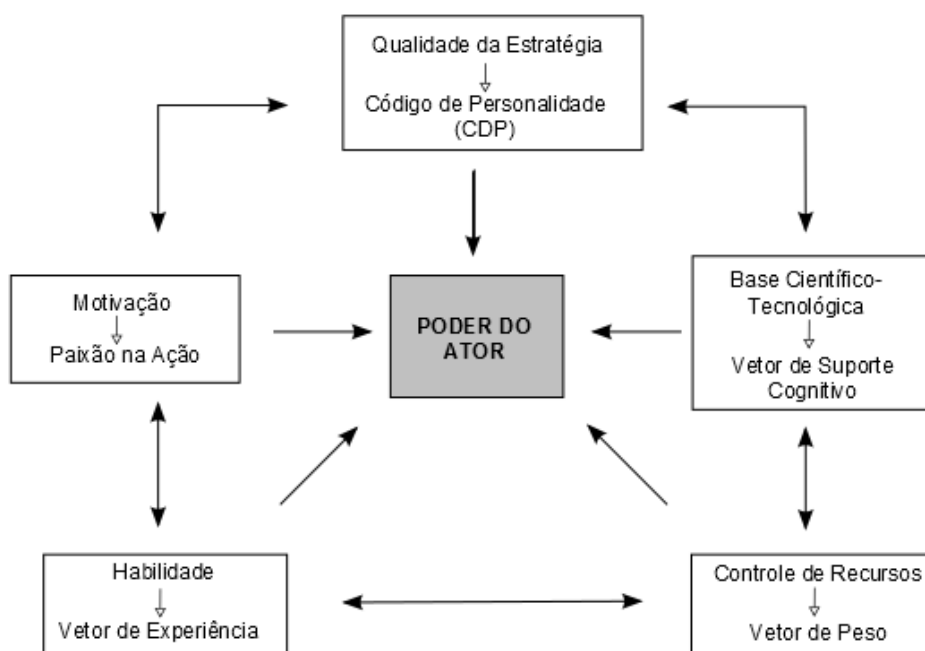 Qualidade da Estratégia
Código de Personalidade
(CDP)
Motivação
Paixão na Ação
PODER DO
ATOR
Base Científico-
Tecnológica
Vetor de Suporte
Cognitivo
Habilidade
Vetor de Experiência
Controle de Recursos
Vetor de Peso